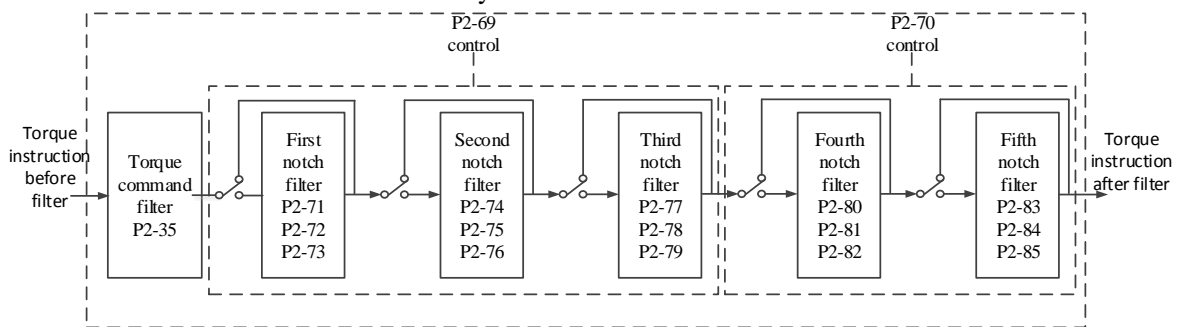 P2-69
control
P2-70
control
Torque
instruction
before
filter
Torque
command
filter
P2-35
First
notch
filter
P2-71
P2-72
P2-73
Second
notch
filter
P2-74
P2-75
P2-76
Third
notch
filter
P2-77
P2-78
P2-79
Fourth
notch
filter
P2-80
P2-81
P2-82
Fifth
notch
filter
P2-83
P2-84
P2-85
Torque
instruction
after filter